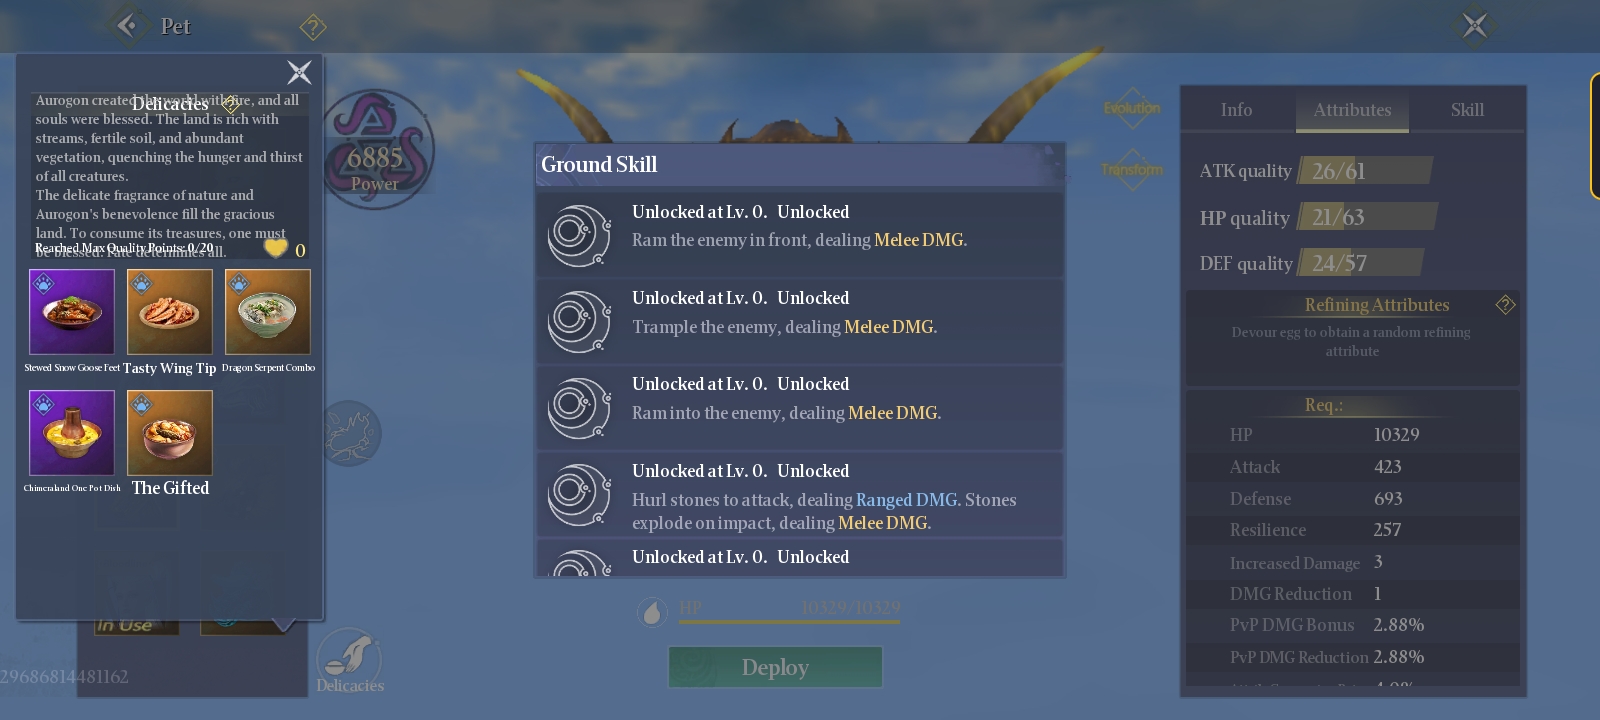 Pet
?
Delicacies ?
Aurogon created the world with fire, and all
souls were blessed. The land is rich with
streams, fertile soil, and abundant
vegetation, quenching the hunger and thirst
of all creatures.
The delicate fragrance of nature and
Aurogon's benevolence fill the gracious
land. To consume its treasures, one must
be blessed. Fate determines all.
Reached Max Quality Points: 0/20
0
Stewed Snow Goose Feet
Tasty Wing Tip
Dragon Serpent Combo
Chimeraland One Pot Dish
The Gifted
In Use
29686814481162
6885
Power
Delicacies
Ground Skill
Unlocked at Lv. 0. Unlocked
Ram the enemy in front, dealing Melee DMG.
Unlocked at Lv. 0. Unlocked
Trample the enemy, dealing Melee DMG.
Unlocked at Lv. 0. Unlocked
Ram into the enemy, dealing Melee DMG.
Unlocked at Lv. 0. Unlocked
Hurl stones to attack, dealing Ranged DMG. Stones
explode on impact, dealing Melee DMG.
Unlocked at Lv. 0. Unlocked
HP 10329/10329
Deploy
Evolution
Transform
Info Attributes Skill
ATK quality 26/61
HP quality 21/63
DEF quality 24/57
Refining Attributes ?
Devour egg to obtain a random refining
attribute
Req.:
HP 10329
Attack 423
Defense 693
Resilience 257
Increased Damage 3
DMG Reduction 1
PvP DMG Bonus 2.88%
PvP DMG Reduction 2.88%